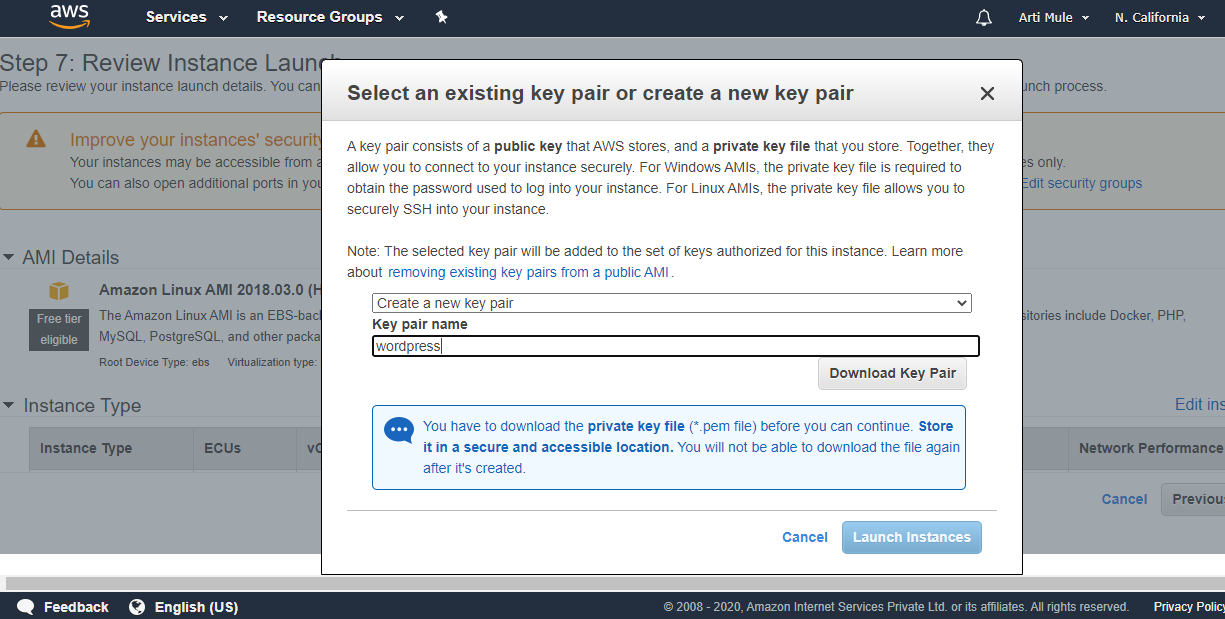 aws
Services
Resource Groups
Arti Mule
N. California
Step 7: Review Instance Launch
Please review your instance launch details. You can
unch process.
Improve your instances' security
Your instances may be accessible from a
es only.
You can also open additional ports in you
Edit security groups
AMI Details
Amazon Linux AMI 2018.03.0 (H
Free tier
eligible
The Amazon Linux AMI is an EBS-back
sitories include Docker, PHP,
MySQL, PostgreSQL, and other packa
Root Device Type: ebs Virtualization type:
Instance Type
Edit ins
Instance Type
ECUs
vC
Network Performance
Cancel
Previou
Select an existing key pair or create a new key pair
A key pair consists of a public key that AWS stores, and a private key file that you store. Together, they
allow you to connect to your instance securely. For Windows AMIs, the private key file is required to
obtain the password used to log into your instance. For Linux AMIs, the private key file allows you to
securely SSH into your instance.
Note: The selected key pair will be added to the set of keys authorized for this instance. Learn more
about removing existing key pairs from a public AMI .
Create a new key pair
Key pair name
wordpress
Download Key Pair
You have to download the private key file (*.pem file) before you can continue. Store
it in a secure and accessible location. You will not be able to download the file again
after it's created.
Cancel
Launch Instances
Feedback
English (US)
© 2008 - 2020, Amazon Internet Services Private Ltd. or its affiliates. All rights reserved.
Privacy Policy